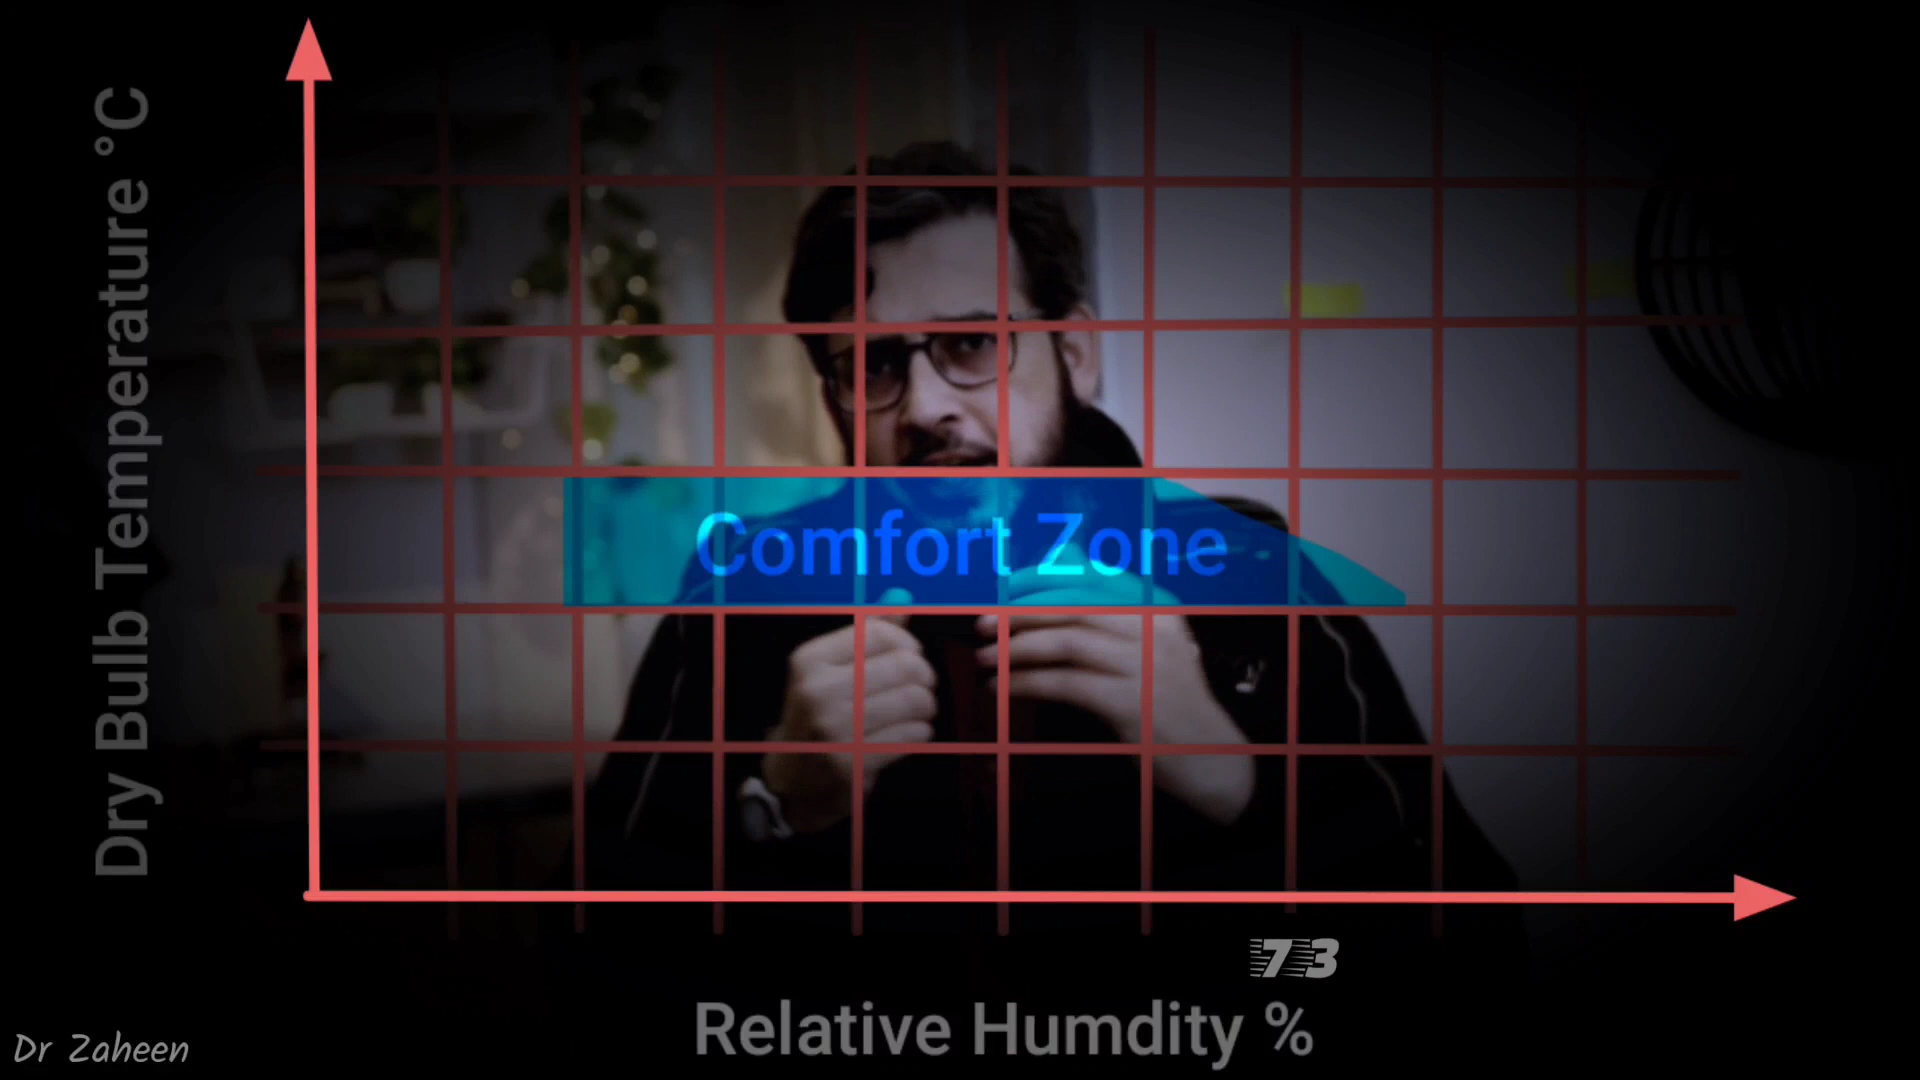 Dry Bulb Temperature °C
Comfort Zone
73
Relative Humdity %
Dr Zaheen